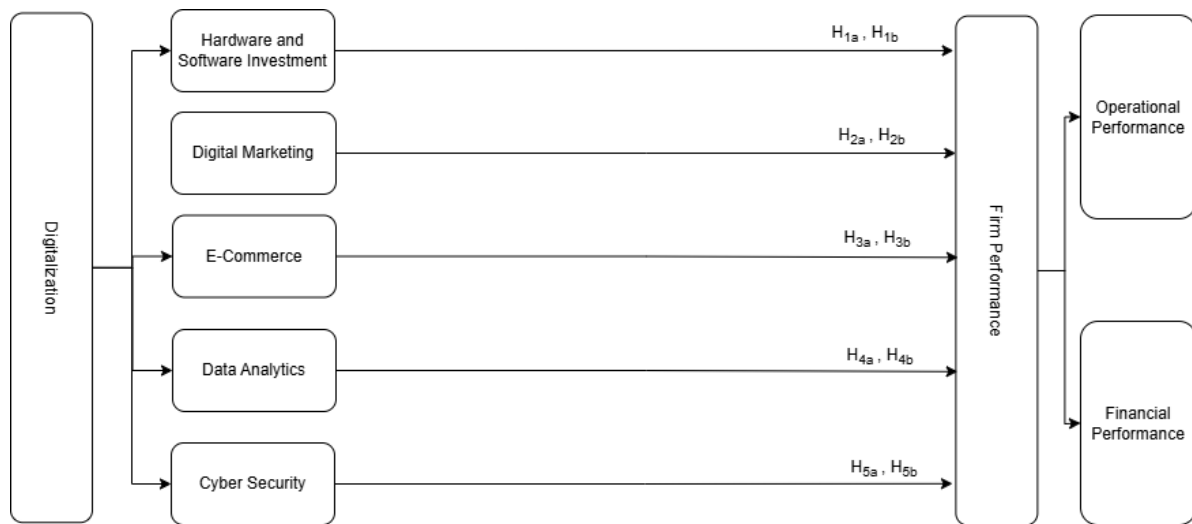 Digitalization
Hardware and
Software Investment
Digital Marketing
E-Commerce
Data Analytics
Cyber Security
H1a , H1b
H2a , H2b
H3a , H3b
H4a , H4b
H5a , H5b
Firm Performance
Operational
Performance
Financial
Performance